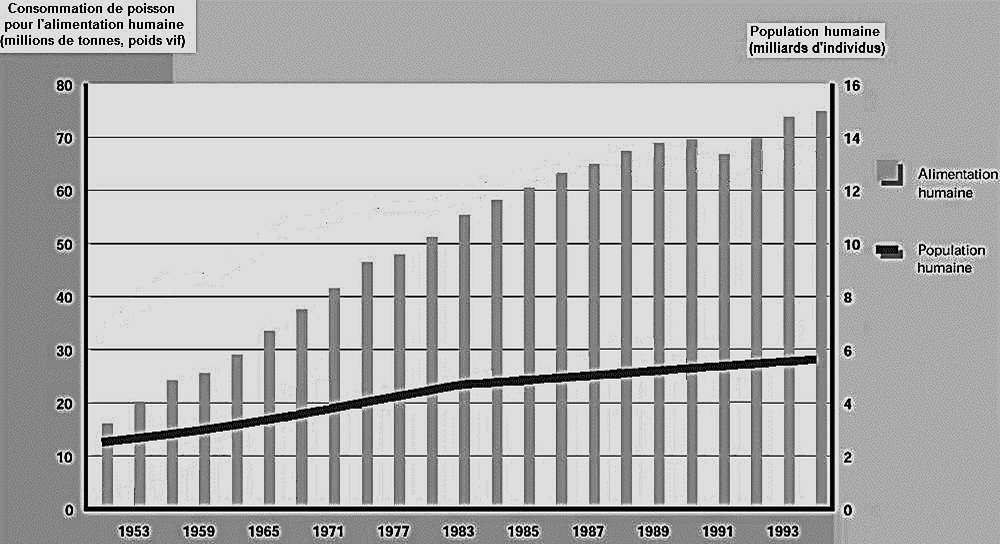 Consommation de poisson
pour l'alimentation humaine
(millions de tonnes, poids vif)
Population humaine
(milliards d'individus)
80
70
60
50
40
30
20
10
0
16
14
12
10
8
6
4
2
0
Alimentation
humaine
Population
humaine
1953 1959 1965 1971 1977 1983 1985 1987 1989 1991 1993